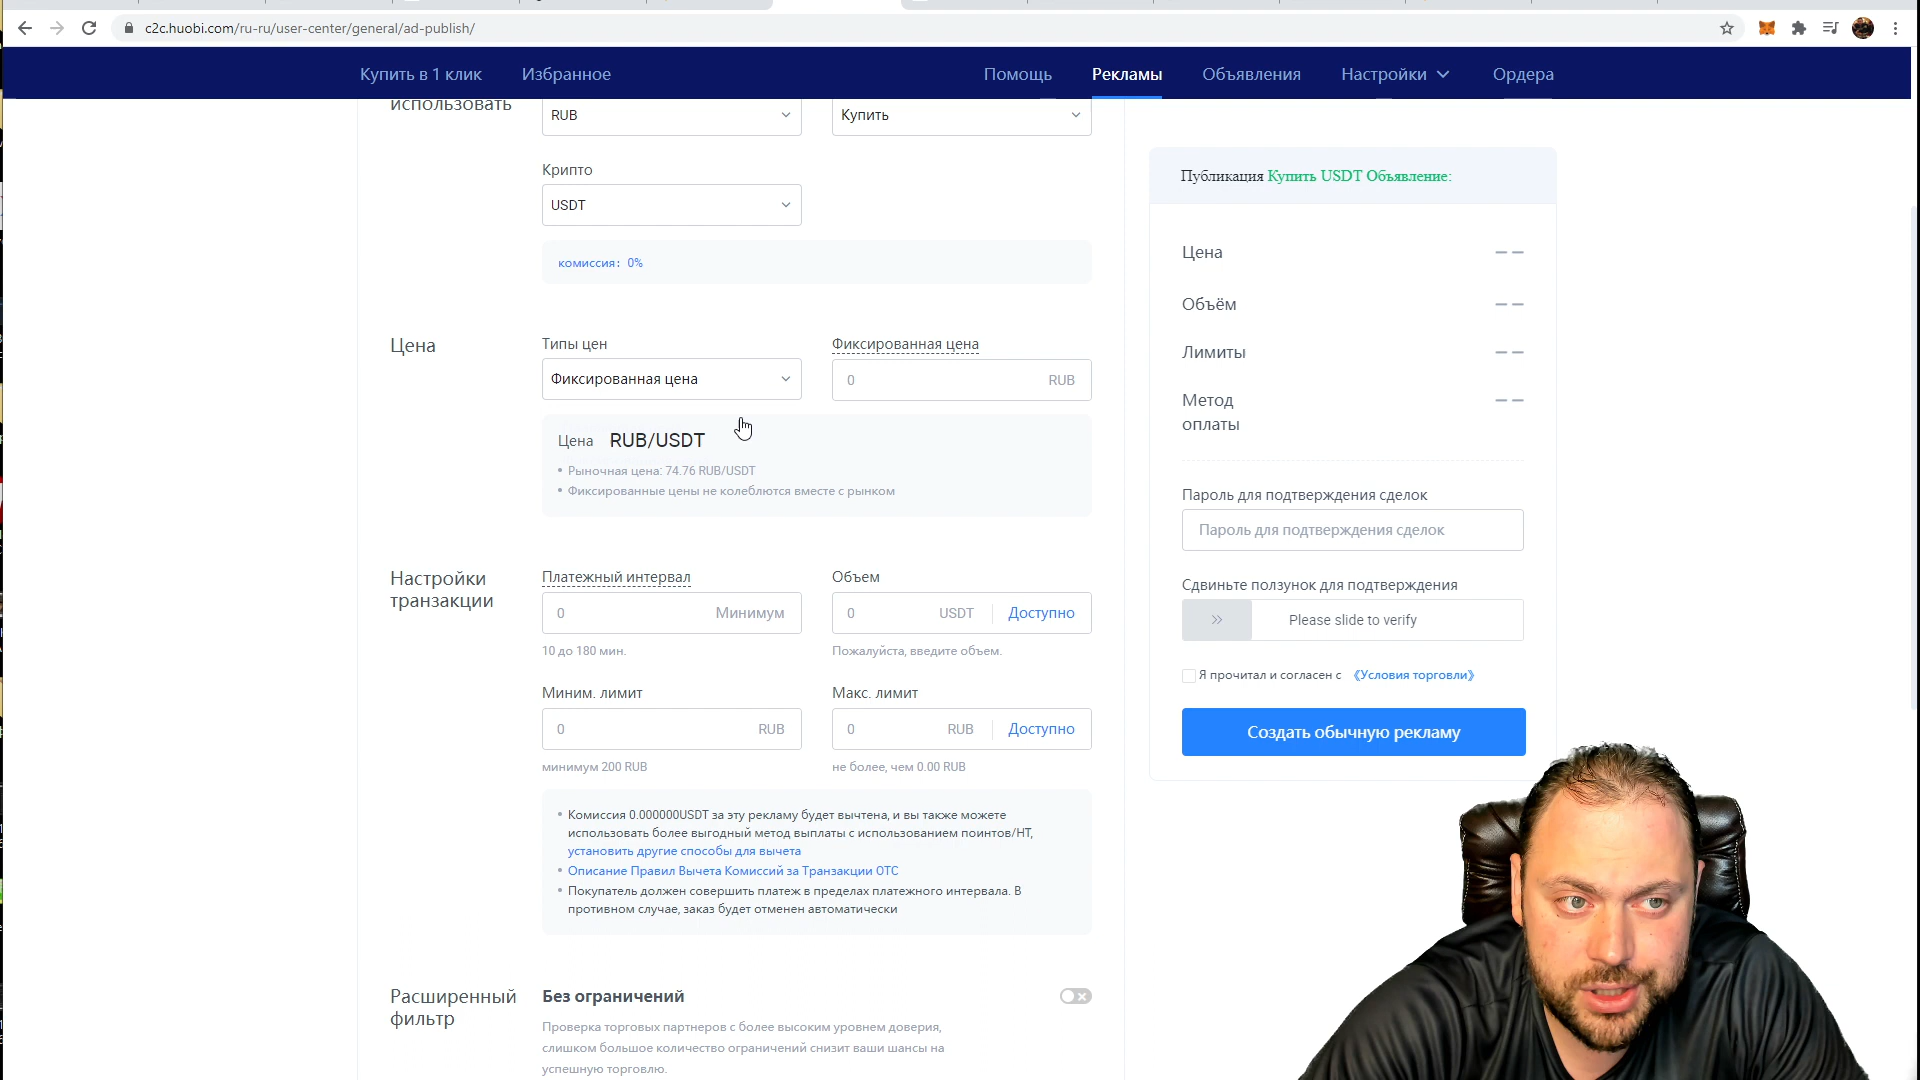 c2c.huobi.com/ru-ru/user-center/general/ad-publish/
Купить в 1 клик
Избранное
Помощь
Рекламы
Объявления
Настройки
Ордера
использовать
RUB
Купить
Крипто
USDT
комиссия: 0%
Цена
Типы цен
Фиксированная цена
Фиксированная цена
0 RUB
Цена RUB/USDT
• Рыночная цена: 74.76 RUB/USDT
• Фиксированные цены не колеблются вместе с рынком
Настройки
транзакции
Платежный интервал
0 Минимум
10 до 180 мин.
Объем
0 USDT Доступно
Пожалуйста, введите объем.
Миним. лимит
0 RUB
минимум 200 RUB
Макс. лимит
0 RUB Доступно
не более, чем 0.00 RUB
• Комиссия 0.000000USDT за эту рекламу будет вычтена, и вы также можете
использовать более выгодный метод выплаты с использованием поинтов/HT,
установить другие способы для вычета
• Описание Правил Вычета Комиссий за Транзакции ОТС
• Покупатель должен совершить платеж в пределах платежного интервала. В
противном случае, заказ будет отменен автоматически
Расширенный
фильтр
Без ограничений
Проверка торговых партнеров с более высоким уровнем доверия,
слишком большое количество ограничений снизит ваши шансы на
успешную торговлю.
Публикация Купить USDT Объявление:
Цена – –
Объём – –
Лимиты – –
Метод
оплаты – –
Пароль для подтверждения сделок
Пароль для подтверждения сделок
Сдвиньте ползунок для подтверждения
Please slide to verify
Я прочитал и согласен с 《Условия торговли》
Создать обычную рекламу